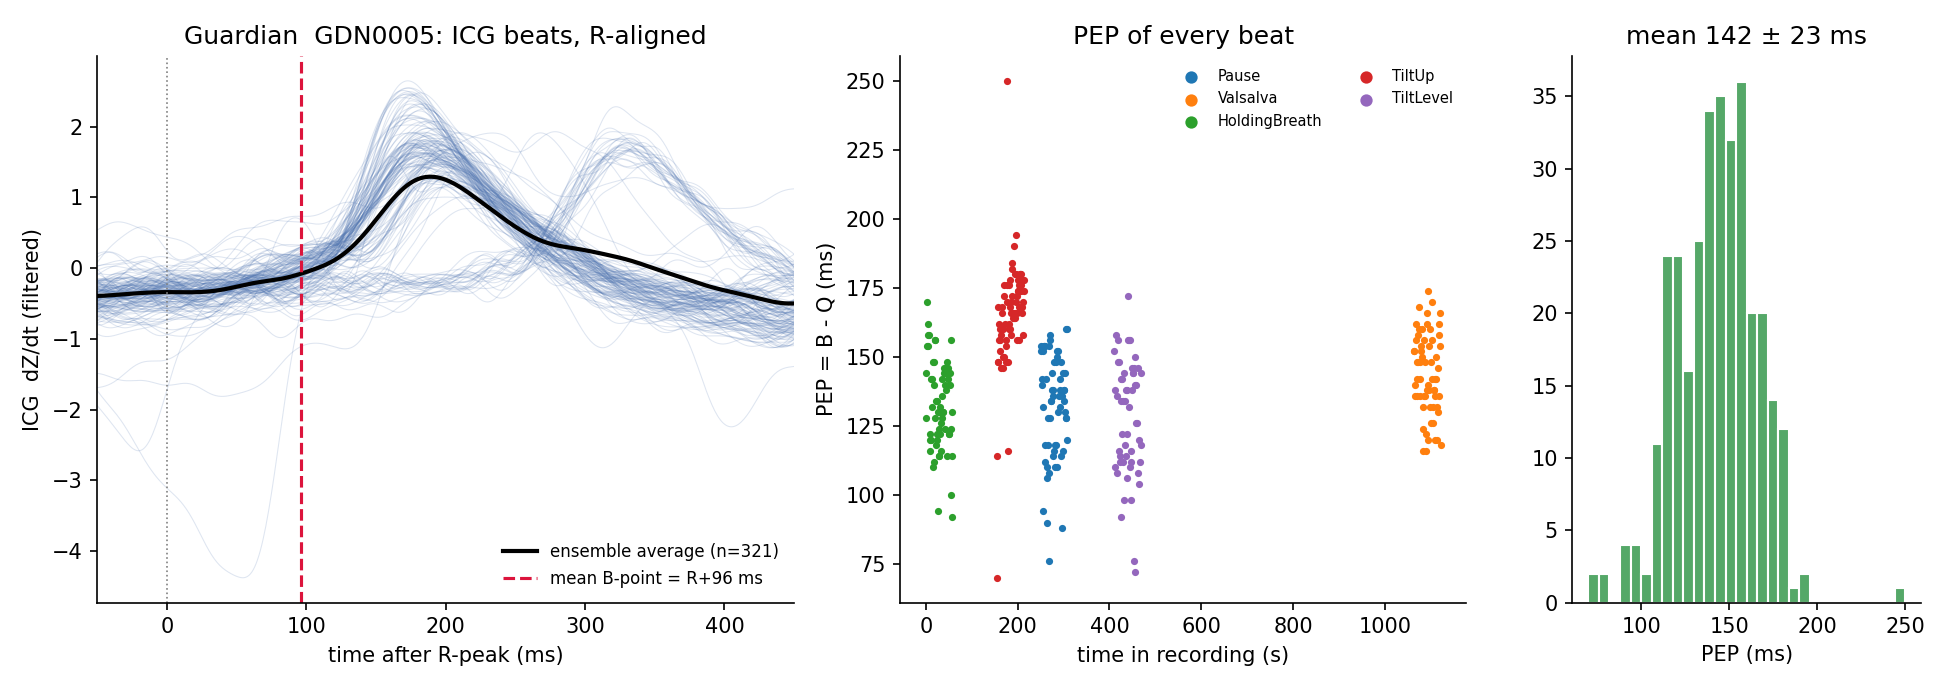 Guardian  GDN0005: ICG beats, R-aligned
ICG  dZ/dt (filtered)
2
1
0
−1
−2
−3
−4
ensemble average (n=321)
mean B-point = R+96 ms
0
100
200
300
400
time after R-peak (ms)
PEP of every beat
PEP = B - Q (ms)
250
225
200
175
150
125
100
75
Pause
Valsalva
HoldingBreath
TiltUp
TiltLevel
0
200
400
600
800
1000
time in recording (s)
mean 142 ± 23 ms
35
30
25
20
15
10
5
0
100
150
200
250
PEP (ms)